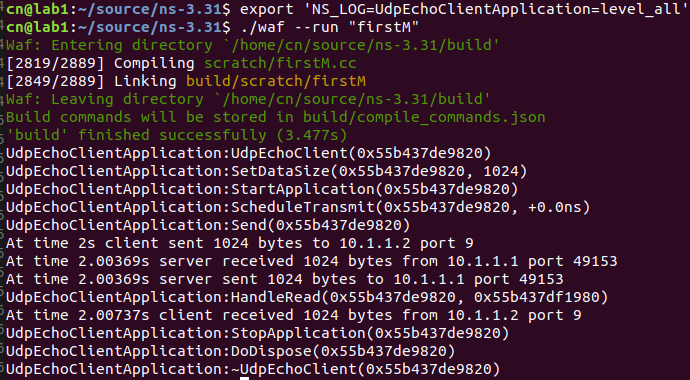 cn@lab1:~/source/ns-3.31$ export 'NS_LOG=UdpEchoClientApplication=level_all'
cn@lab1:~/source/ns-3.31$ ./waf --run "firstM"
Waf: Entering directory `/home/cn/source/ns-3.31/build'
[2819/2889] Compiling scratch/firstM.cc
[2849/2889] Linking build/scratch/firstM
Waf: Leaving directory `/home/cn/source/ns-3.31/build'
Build commands will be stored in build/compile_commands.json
'build' finished successfully (3.477s)
UdpEchoClientApplication:UdpEchoClient(0x55b437de9820)
UdpEchoClientApplication:SetDataSize(0x55b437de9820, 1024)
UdpEchoClientApplication:StartApplication(0x55b437de9820)
UdpEchoClientApplication:ScheduleTransmit(0x55b437de9820, +0.0ns)
UdpEchoClientApplication:Send(0x55b437de9820)
At time 2s client sent 1024 bytes to 10.1.1.2 port 9
At time 2.00369s server received 1024 bytes from 10.1.1.1 port 49153
At time 2.00369s server sent 1024 bytes to 10.1.1.1 port 49153
UdpEchoClientApplication:HandleRead(0x55b437de9820, 0x55b437df1980)
At time 2.00737s client received 1024 bytes from 10.1.1.2 port 9
UdpEchoClientApplication:StopApplication(0x55b437de9820)
UdpEchoClientApplication:DoDispose(0x55b437de9820)
UdpEchoClientApplication:~UdpEchoClient(0x55b437de9820)